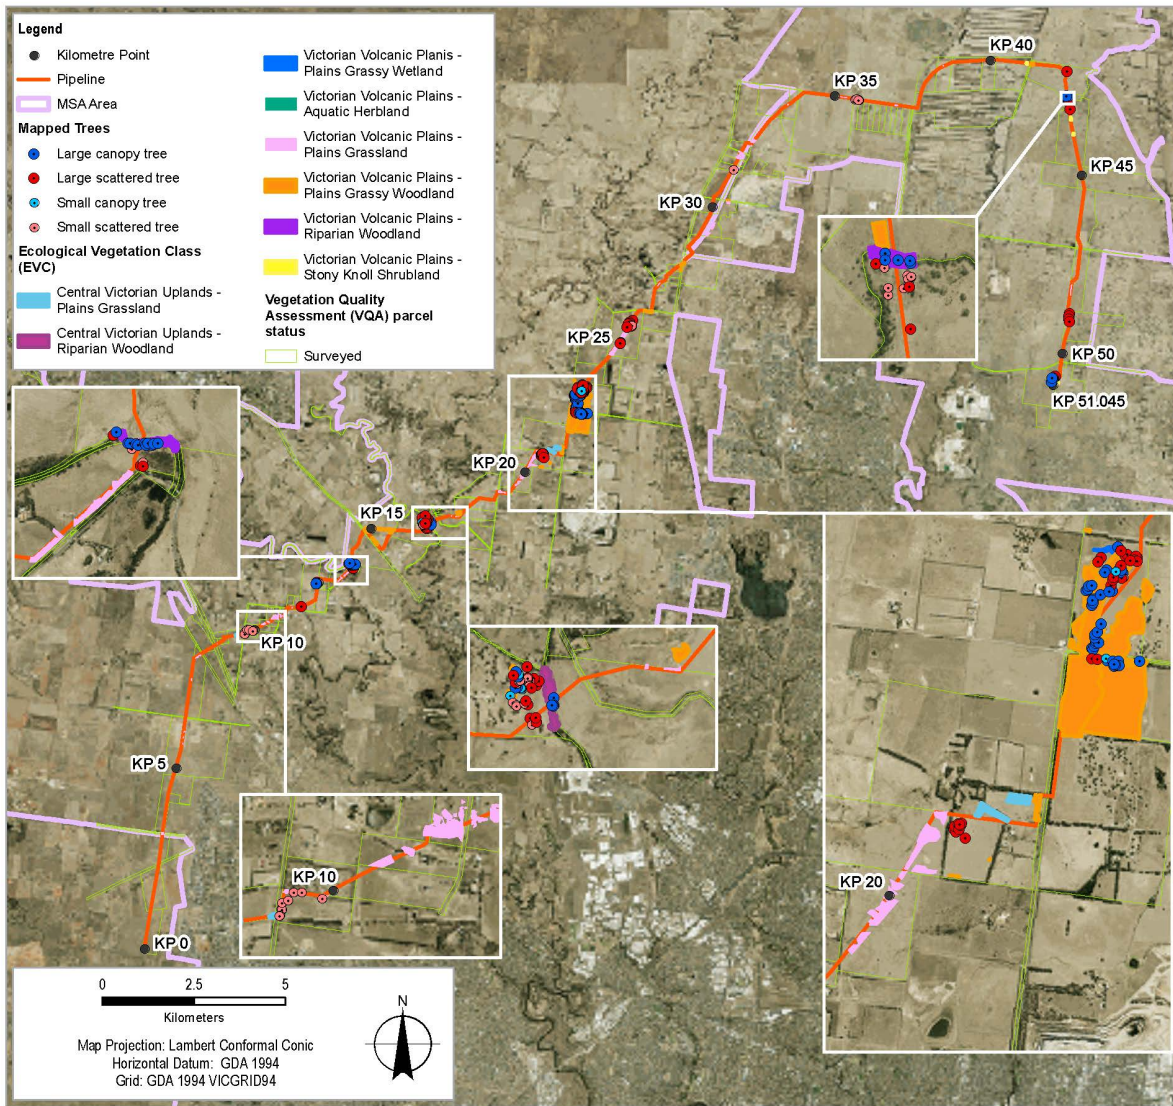 Legend
Kilometre Point
Pipeline
MSA Area
Mapped Trees
Large canopy tree
Large scattered tree
Small canopy tree
Small scattered tree
Ecological Vegetation Class
(EVC)
Central Victorian Uplands -
Plains Grassland
Central Victorian Uplands -
Riparian Woodland
Victorian Volcanic Planis -
Plains Grassy Wetland
Victorian Volcanic Plains -
Aquatic Herbland
Victorian Volcanic Plains -
Plains Grassland
Victorian Volcanic Plains -
Plains Grassy Woodland
Victorian Volcanic Plains -
Riparian Woodland
Victorian Volcanic Plains -
Stony Knoll Shrubland
Vegetation Quality
Assessment (VQA) parcel
status
Surveyed
KP 40
KP 35
KP 45
KP 30
KP 25
KP 50
KP 51.045
KP 20
KP 15
KP 10
KP 5
KP 0
KP 10
KP 20
0
2.5
5
Kilometers
N
Map Projection: Lambert Conformal Conic
Horizontal Datum: GDA 1994
Grid: GDA 1994 VICGRID94